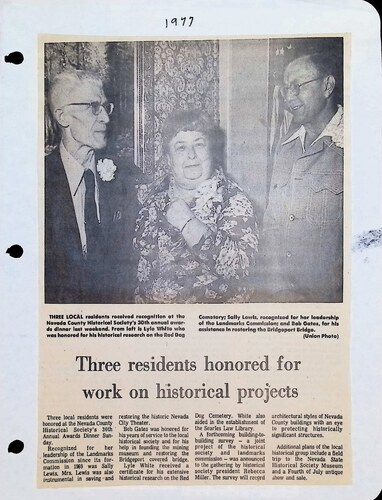 1977
THREE LOCAL residents received recognition at the
Nevada County Historical Society's 30th annual awar-
ds dinner last weekend. From left is Lyle White who
was honored for his historical research on the Red Dog
Cemetery; Sally Lewis, recognized for her leadership
of the Landmarks Commission; and Bob Oates, for his
assistance in restoring the Bridgeport Bridge.
(Union Photo)
Three residents honored for
work on historical projects
Three local residents were
honored at the Nevada County
Historical Society's 30th
Annual Awards Dinner Sun-
day.
Recognized for her
leadership of the Landmarks
Commission since its for-
mation in 1969 was Sally
Lewis. Mrs. Lewis was also
instrumental in saving and
restoring the historic Nevada
City Theater.
Bob Oates was honored for
his years of service to the local
historical society and for his
help in founding the mining
museum and restoring the
Bridgeport covered bridge.
Lyle White received a
certificate for his extensive
historical research on the Red
Dog Cemetery. White also
aided in the establishment of
the Searles Law Library.
A forthcoming building-to-
building survey — a joint
project of the historical
society and landmarks
commission — was announced
to the gathering by historical
society president Rebecca
Miller. The survey will record
architectural styles of Nevada
County buildings with an eye
to protecting historically
significant structures.
Additional plans of the local
historical group include a field
trip to the Nevada State
Historical Society Museum
and a Fourth of July antique
show and sale.